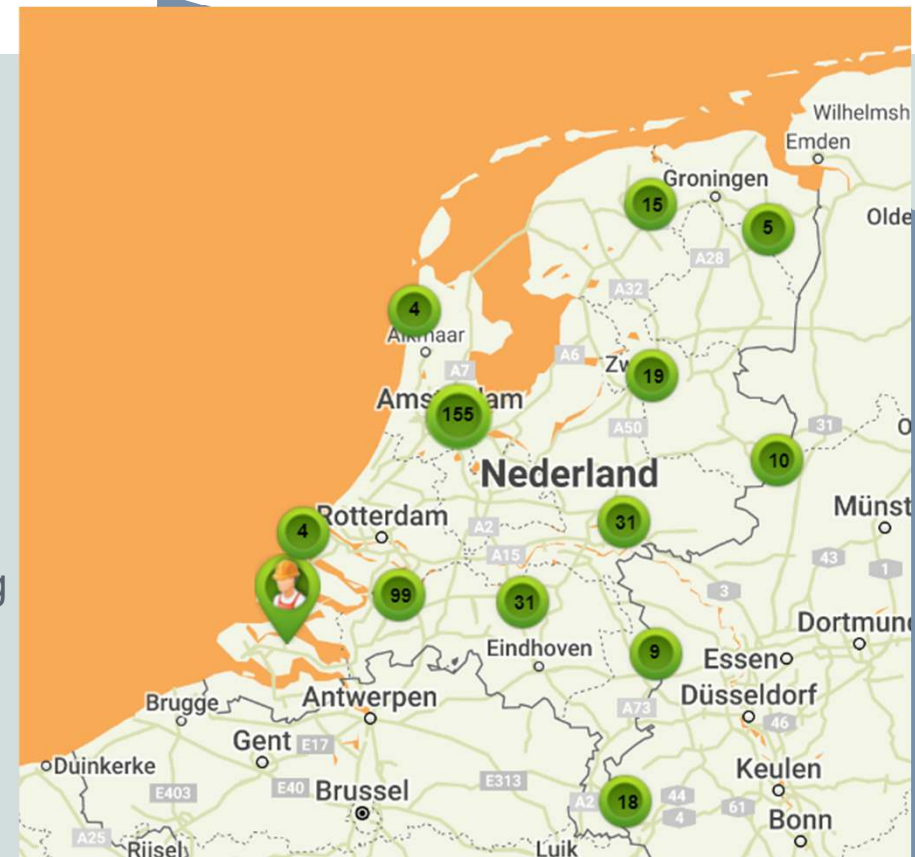 Wilhelmsh
Emden
Groningen
15
Olde
5
A28
A32
4
Alkmaar
A6
Zw
A7
19
Amsterdam
155
A50
31
10
Nederland
Münst
4
Rotterdam
A2
31
A15
43
1
g
99
31
3
Dortmund
Eindhoven
9
Essen
Antwerpen
Düsseldorf
Brugge
A73
46
Gent
E17
Duinkerke
Keulen
E403
E40
Brussel
E313
A2
18
44
61
4
Bonn
A25
Rijsel
Luik